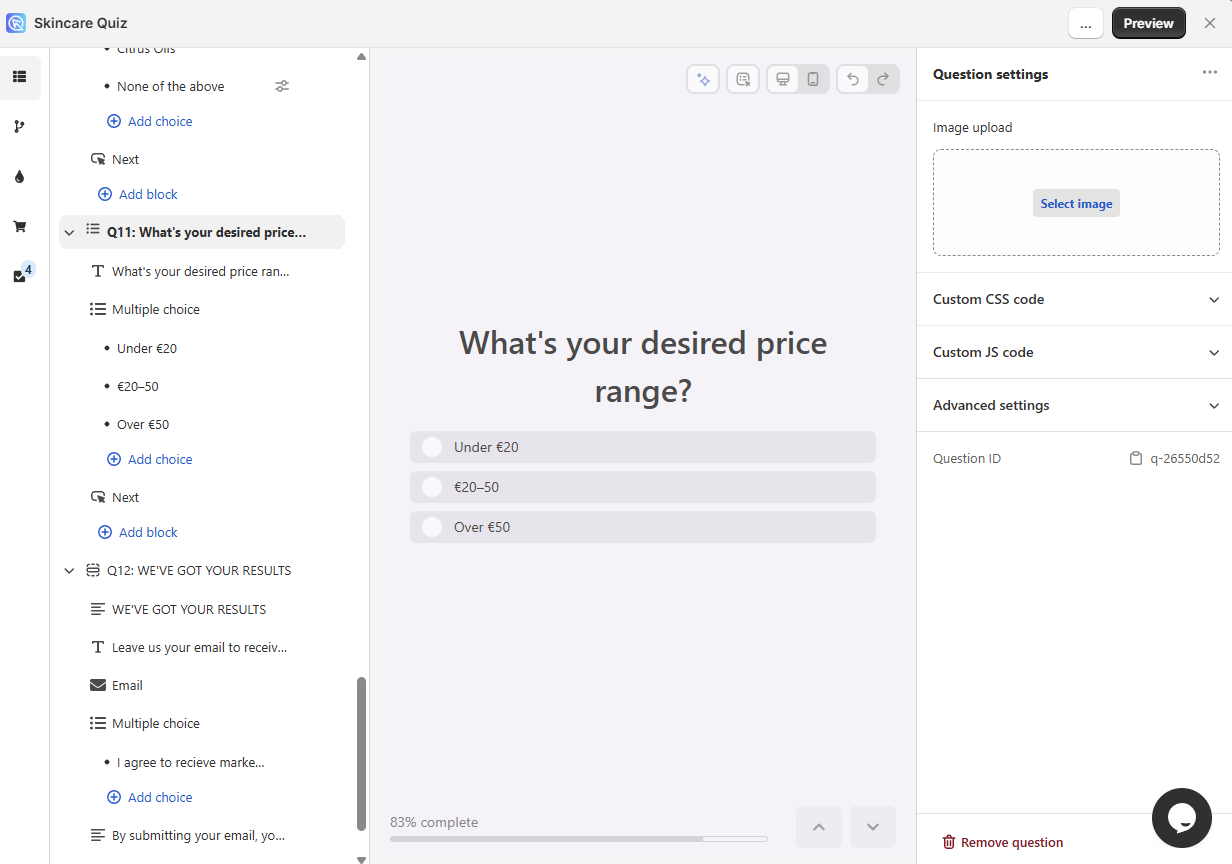 Skincare Quiz
...
Preview
Citrus Oils
None of the above
Add choice
Next
Add block
Q11: What's your desired price...
What's your desired price ran...
Multiple choice
Under €20
€20–50
Over €50
Add choice
Next
Add block
Q12: WE'VE GOT YOUR RESULTS
WE'VE GOT YOUR RESULTS
Leave us your email to receiv...
Email
Multiple choice
I agree to recieve marke...
Add choice
By submitting your email, yo...
4
What's your desired price
range?
Under €20
€20–50
Over €50
83% complete
Question settings
Image upload
Select image
Custom CSS code
Custom JS code
Advanced settings
Question ID
q-26550d52
Remove question